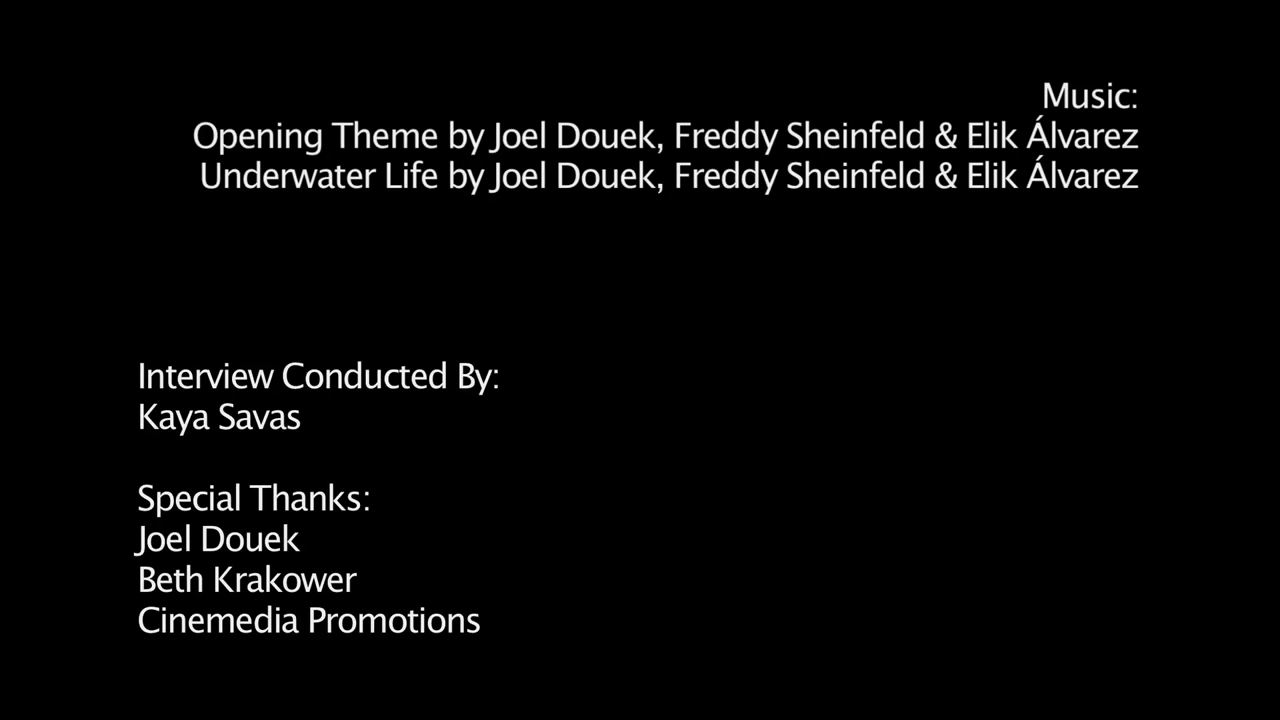 Music:
Opening Theme by Joel Douek, Freddy Sheinfeld & Elik Álvarez
Underwater Life by Joel Douek, Freddy Sheinfeld & Elik Álvarez
Interview Conducted By:
Kaya Savas
Special Thanks:
Joel Douek
Beth Krakower
Cinemedia Promotions